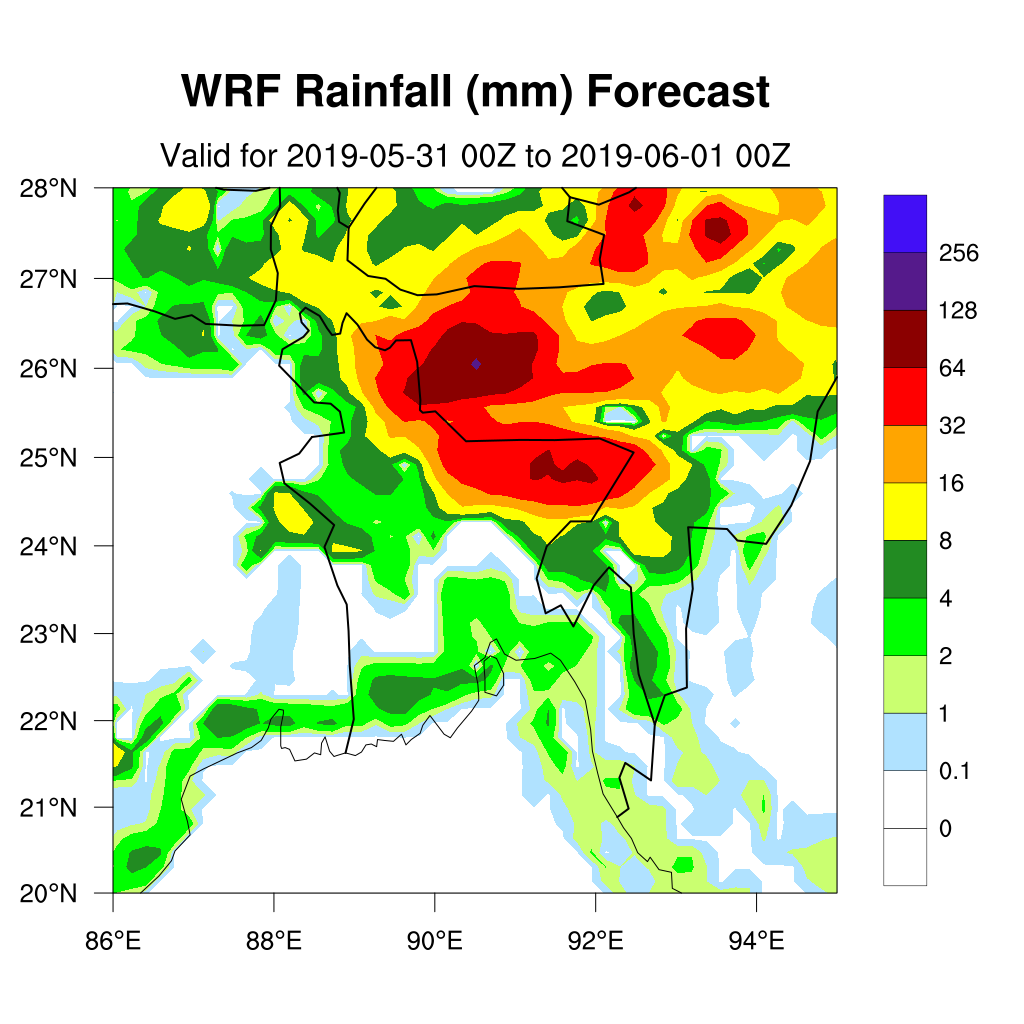 WRF Rainfall (mm) Forecast
Valid for 2019-05-31 00Z to 2019-06-01 00Z
28°N
27°N
26°N
25°N
24°N
23°N
22°N
21°N
20°N
86°E 88°E 90°E 92°E 94°E
256
128
64
32
16
8
4
2
1
0.1
0